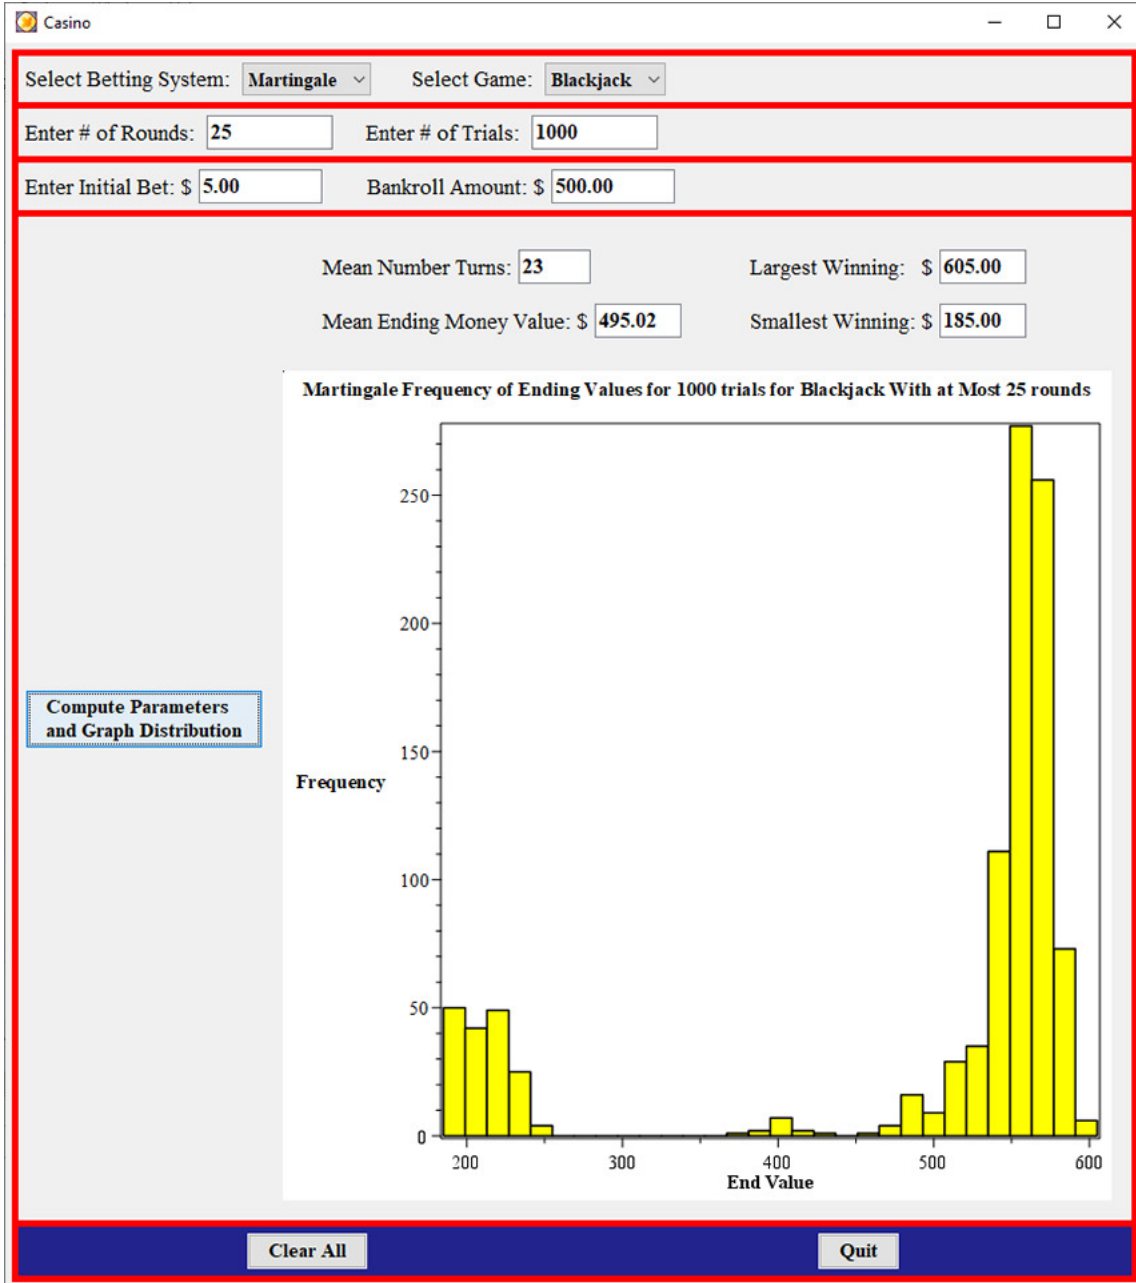 Casino
Select Betting System: Martingale Select Game: Blackjack
Enter # of Rounds: 25 Enter # of Trials: 1000
Enter Initial Bet: $ 5.00 Bankroll Amount: $ 500.00
Mean Number Turns: 23 Largest Winning: $ 605.00
Mean Ending Money Value: $ 495.02 Smallest Winning: $ 185.00
Martingale Frequency of Ending Values for 1000 trials for Blackjack With at Most 25 rounds
250
200
Compute Parameters
and Graph Distribution
150
Frequency
100
50
0
200 300 400 500 600
End Value
Clear All Quit